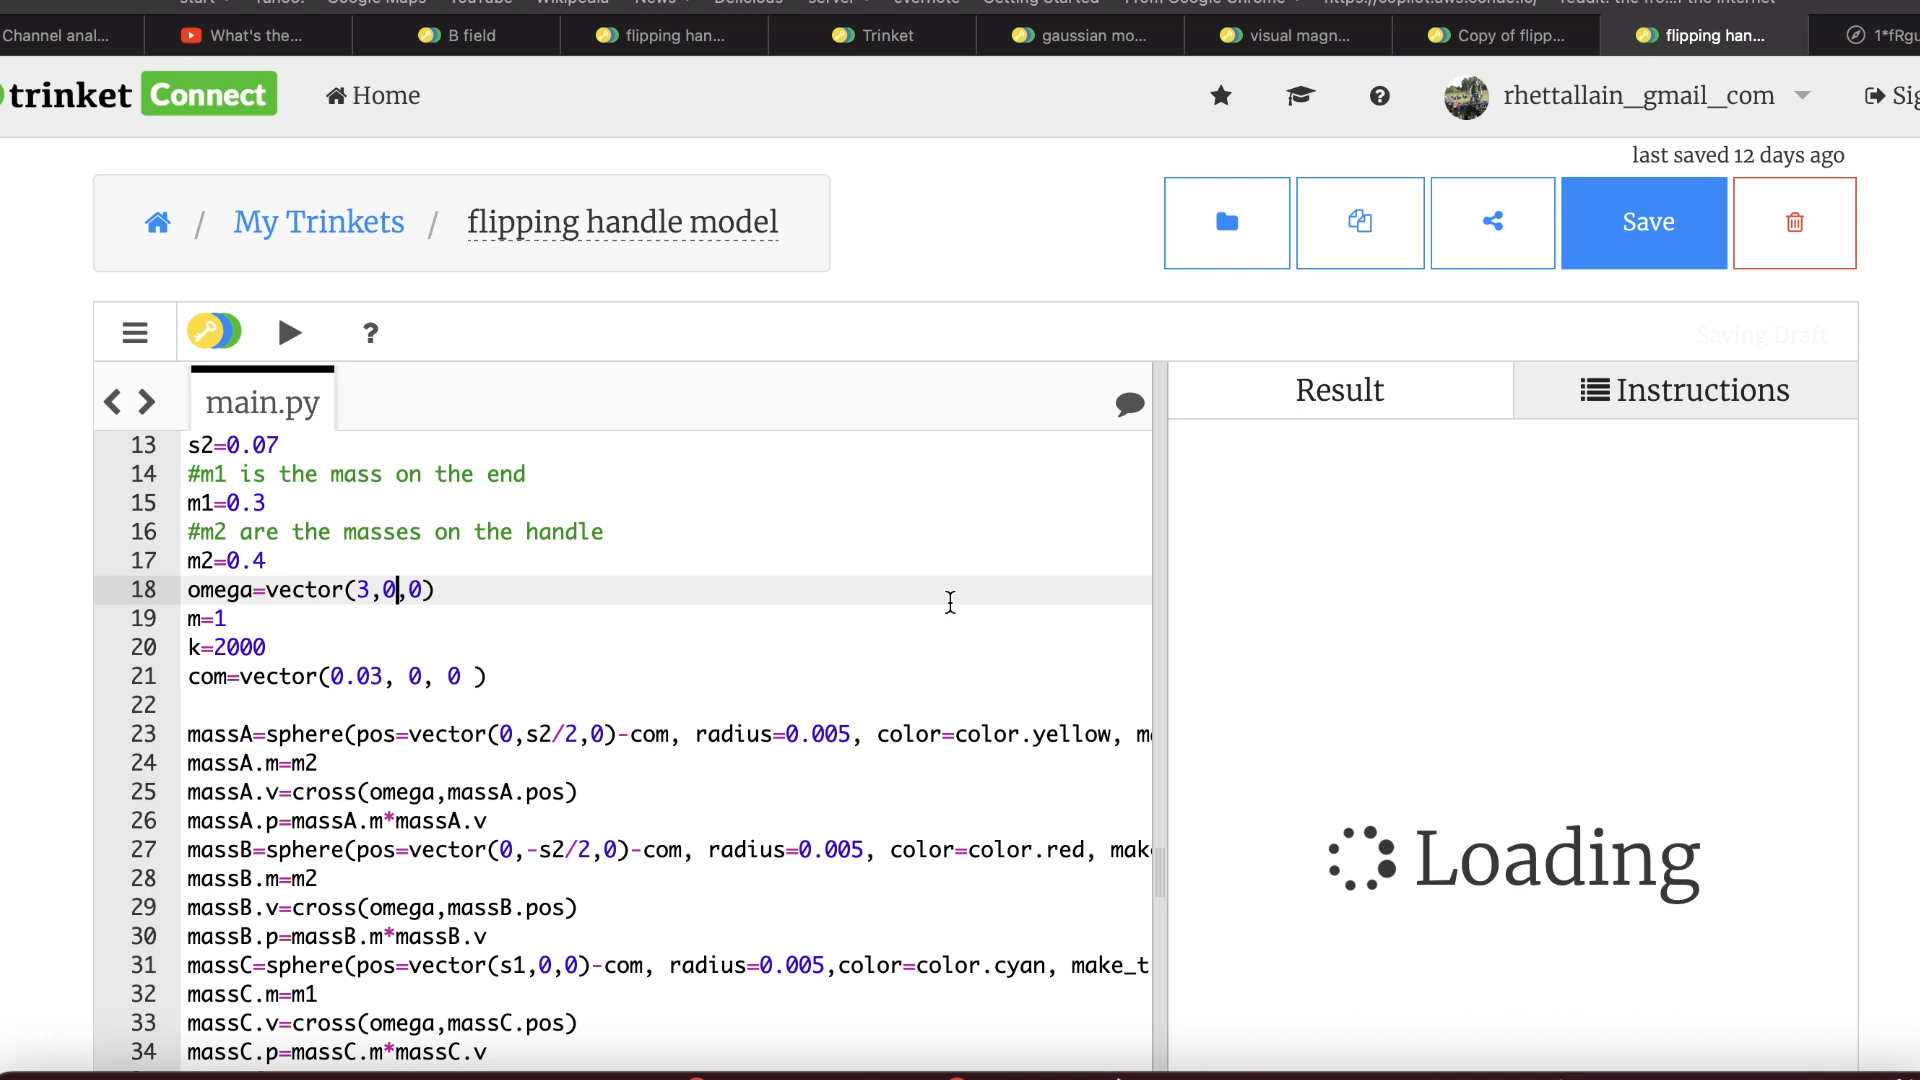 Channel anal...
What's the...
B field
flipping han...
Trinket
gaussian mo...
visual magn...
Copy of flipp...
flipping han...
trinket Connect
Home
rhettallain_gmail_com
last saved 12 days ago
/ My Trinkets / flipping handle model
Save
?
Saving Draft
main.py
Result
Instructions
13 s2=0.07
14 #m1 is the mass on the end
15 m1=0.3
16 #m2 are the masses on the handle
17 m2=0.4
18 omega=vector(3,0,0)
19 m=1
20 k=2000
21 com=vector(0.03, 0, 0 )
22
23 massA=sphere(pos=vector(0,s2/2,0)-com, radius=0.005, color=color.yellow, m
24 massA.m=m2
25 massA.v=cross(omega,massA.pos)
26 massA.p=massA.m*massA.v
27 massB=sphere(pos=vector(0,-s2/2,0)-com, radius=0.005, color=color.red, mak
28 massB.m=m2
29 massB.v=cross(omega,massB.pos)
30 massB.p=massB.m*massB.v
31 massC=sphere(pos=vector(s1,0,0)-com, radius=0.005,color=color.cyan, make_t
32 massC.m=m1
33 massC.v=cross(omega,massC.pos)
34 massC.p=massC.m*massC.v
Loading